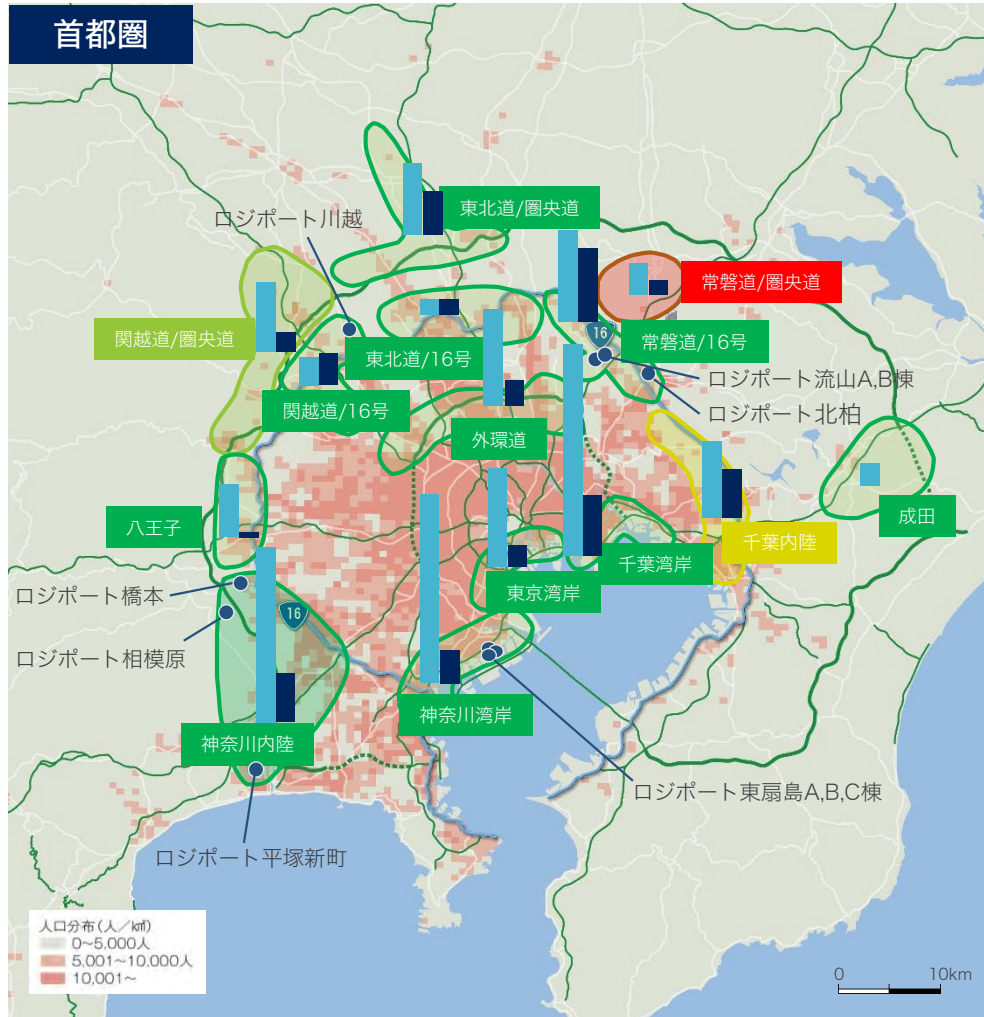 首都圏
東北道/圏央道
ロジポート川越
常磐道/圏央道
関越道/圏央道
16
常磐道/16号
東北道/16号
ロジポート流山A,B棟
関越道/16号
ロジポート北柏
外環道
八王子
成田
千葉内陸
千葉湾岸
東京湾岸
ロジポート橋本
16
ロジポート相模原
神奈川湾岸
神奈川内陸
ロジポート東扇島A,B,C棟
ロジポート平塚新町
人口分布(人/㎢)
0~5,000人
5,001~10,000人
10,001~
0 10km